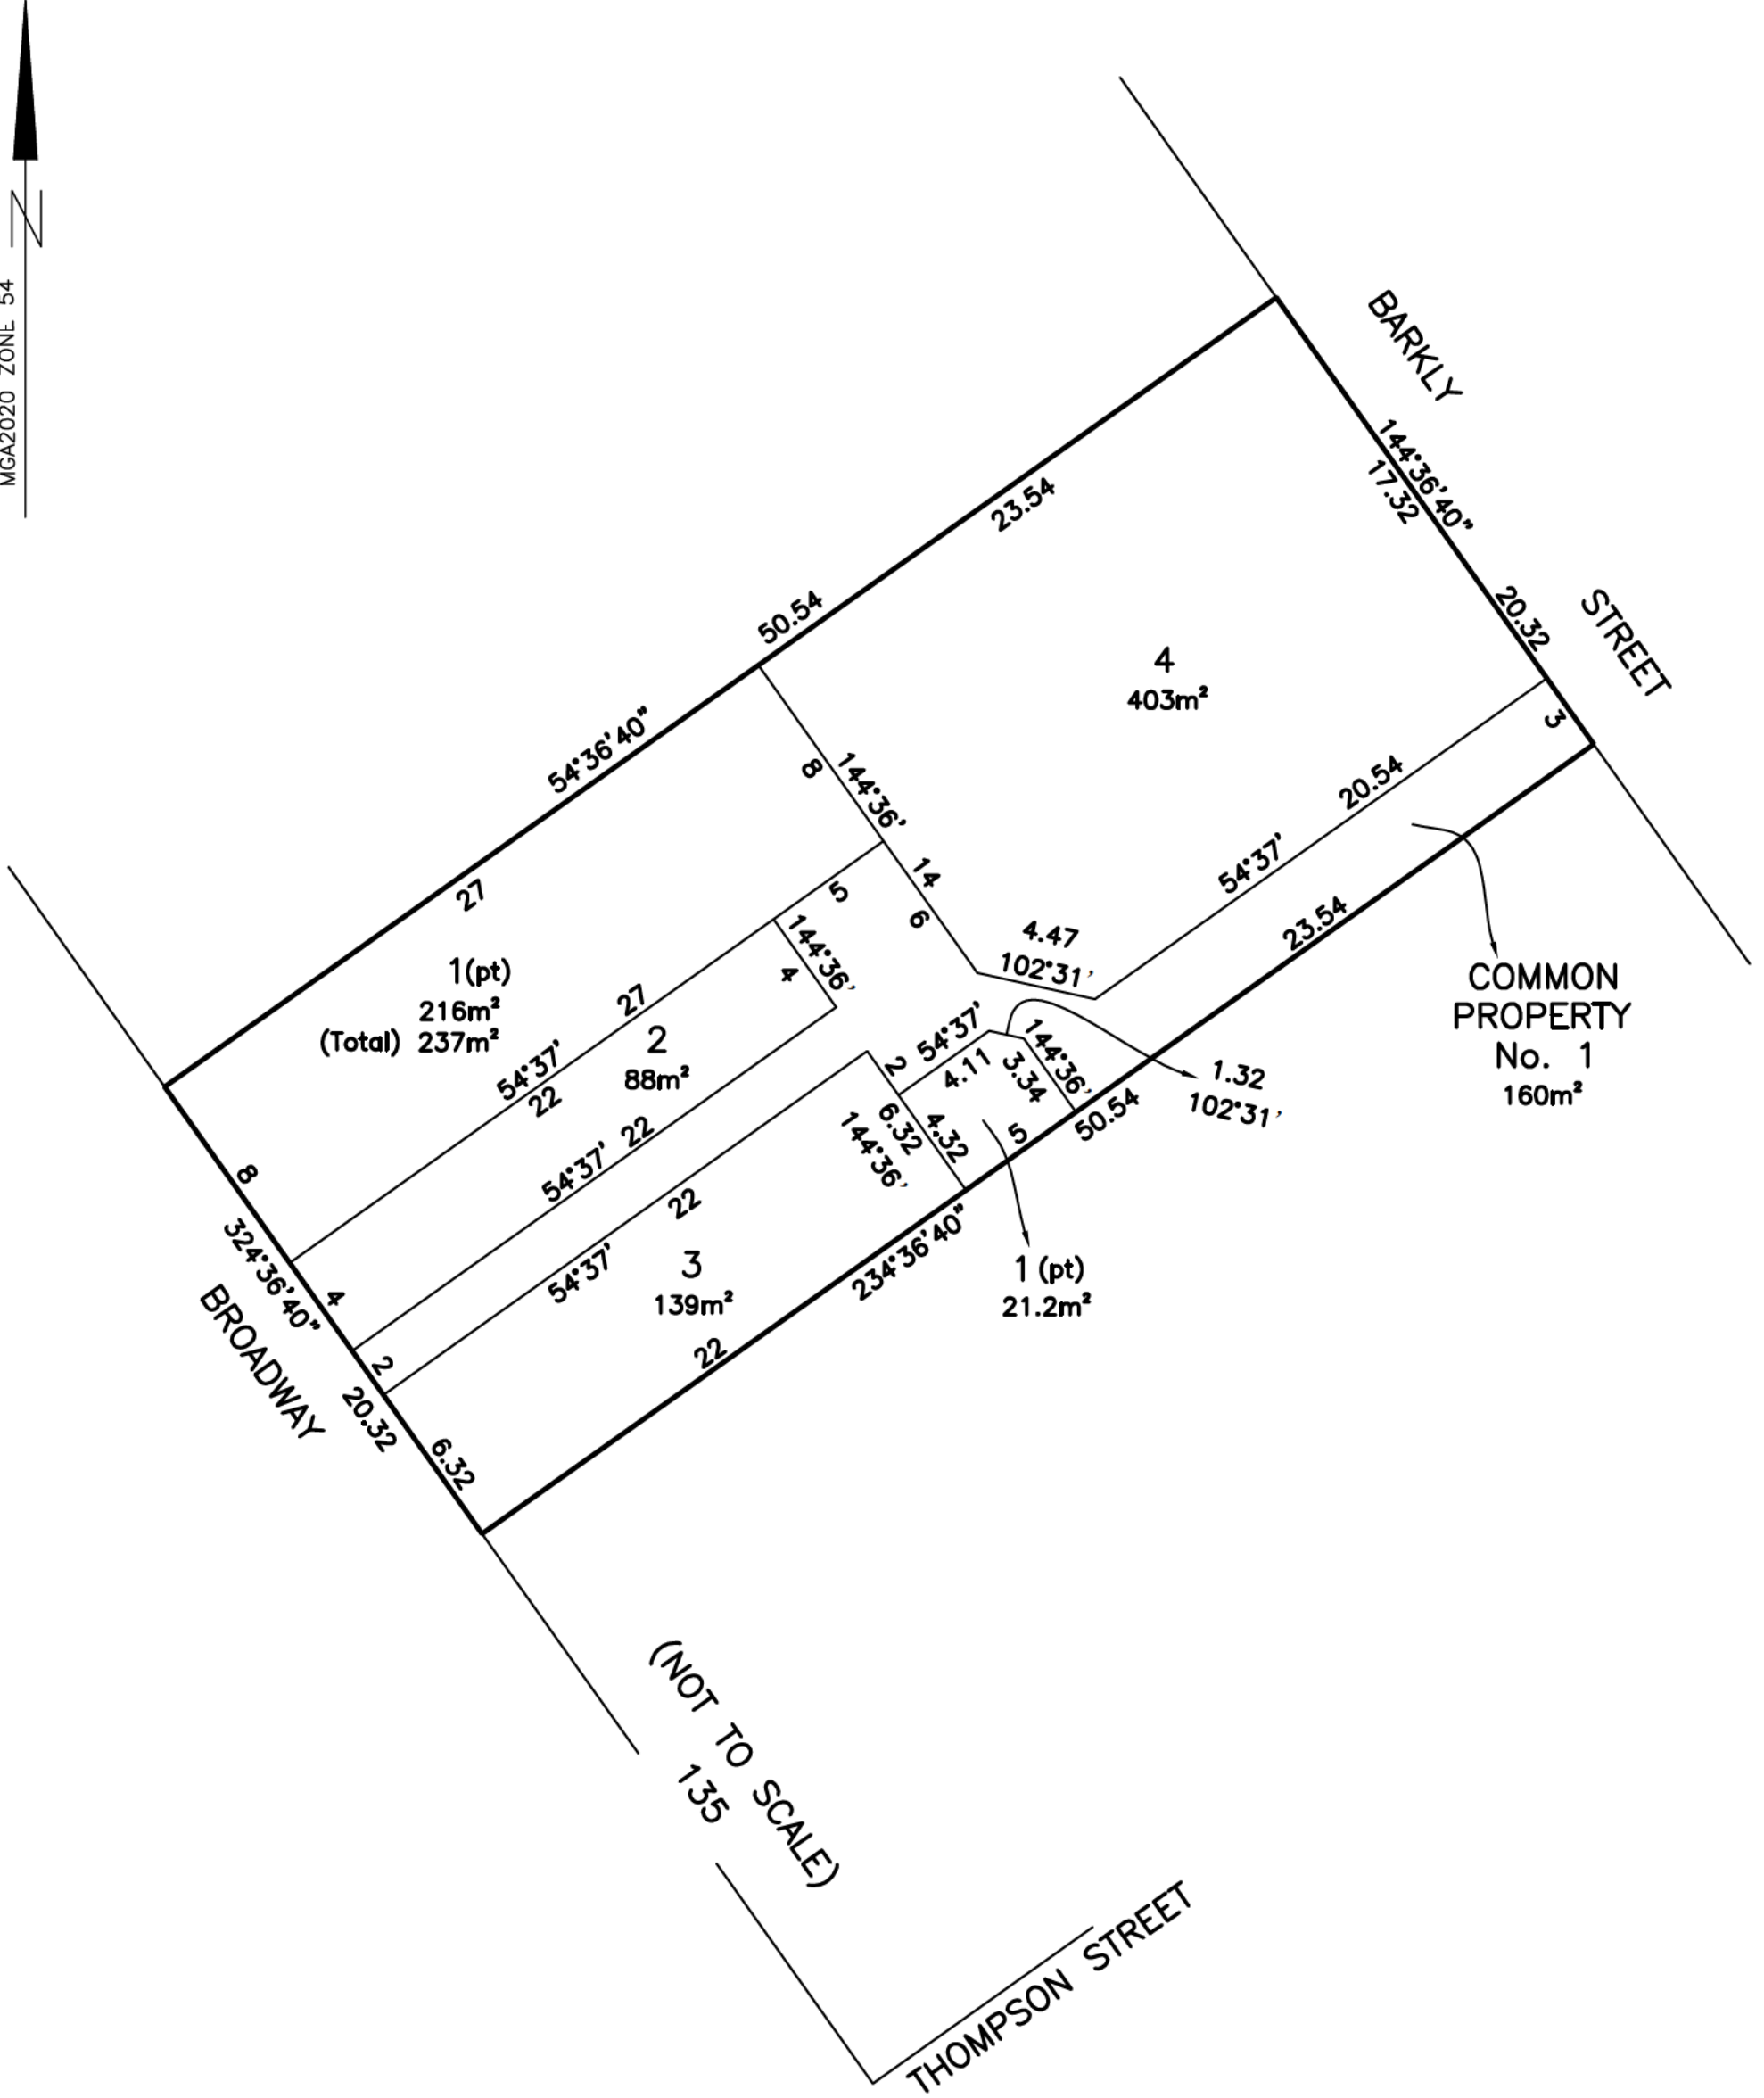 N
MGA2020 ZONE 54
BARKLY
STREET
144°36'40"
17.32
20.32
3
23.54
50.54
54°36'40"
27
4
403m²
8
144°36'
14
6
5
20.54
54°37'
4.47
102°31'
23.54
COMMON
PROPERTY
No. 1
160m²
1(pt)
216m²
(Total) 237m²
27
144°36'
4
2
88m²
54°37'
22
54°37' 22
2
54°37'
4.11
144°36'
3.34
1.32
102°31'
6.32
144°36'
4.32
5
50.54
22
54°37'
3
139m²
234°36'40"
1 (pt)
21.2m²
22
8
324°36'40"
4
2
20.32
6.32
BROADWAY
(NOT TO SCALE)
135
THOMPSON STREET